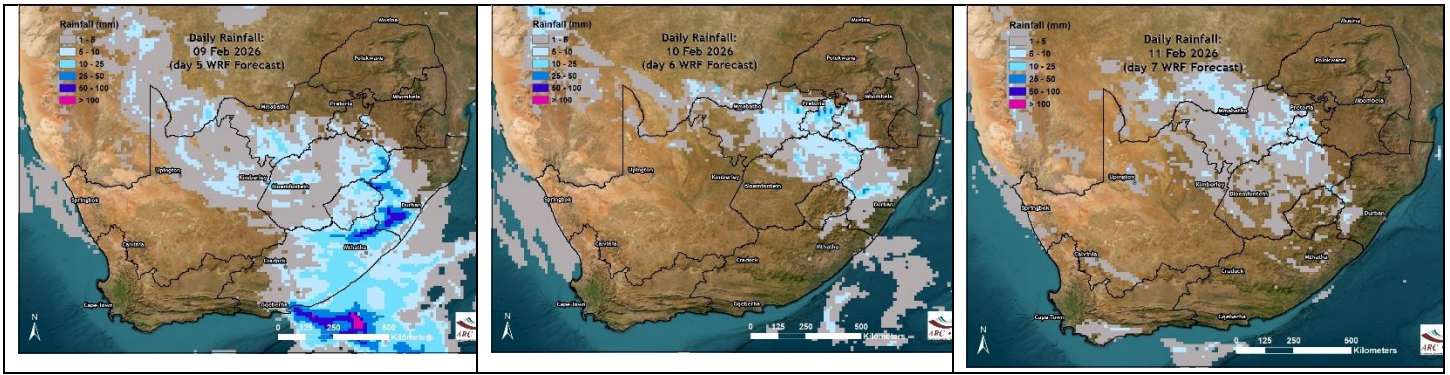 Rainfall (mm)
1 - 5
5 - 10
10 - 25
25 - 50
50 - 100
> 100
Daily Rainfall:
09 Feb 2026
(day 5 WRF Forecast)
Musina
Polokwane
Mmabatho
Pretoria
Mbombela
Upington
Kimberley
Bloemfontein
Springbok
Durban
Calvinia
Mthatha
Cradock
Cape Town
Gqeberha
N
0 125 250 500
Kilometers
ARC
Rainfall (mm)
1 - 5
5 - 10
10 - 25
25 - 50
50 - 100
> 100
Daily Rainfall:
10 Feb 2026
(day 6 WRF Forecast)
Musina
Polokwane
Mmabatho
Pretoria
Mbombela
Upington
Kimberley
Bloemfontein
Springbok
Durban
Calvinia
Mthatha
Cradock
Cape Town
Gqeberha
N
0 125 250 500
Kilometers
ARC
Rainfall (mm)
1 - 5
5 - 10
10 - 25
25 - 50
50 - 100
> 100
Daily Rainfall:
11 Feb 2026
(day 7 WRF Forecast)
Musina
Polokwane
Mmabatho
Pretoria
Mbombela
Upington
Kimberley
Bloemfontein
Springbok
Durban
Calvinia
Mthatha
Cradock
Cape Town
Gqeberha
N
0 125 250 500
Kilometers
ARC